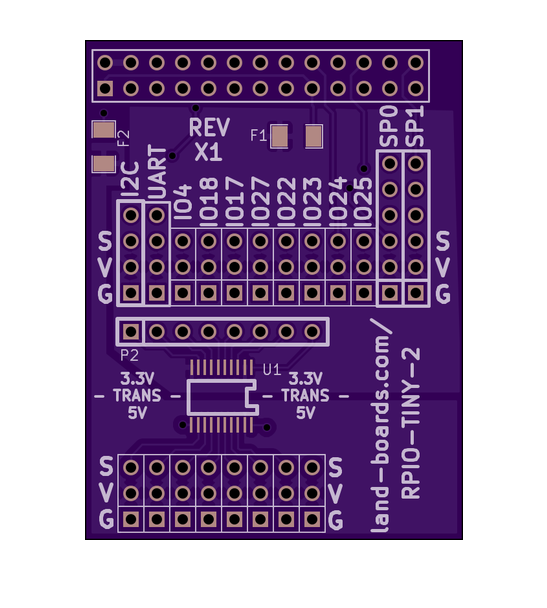 F2
REV
X1
F1
SP0
SP1
I2C
UART
IO4
IO18
IO17
IO27
IO22
IO23
IO24
IO25
S
V
G
S
V
G
P2
U1
- 3.3V
TRANS
5V -
- 3.3V
TRANS
5V -
land-boards.com/
RPIO-TINY-2
S
V
G
S
V
G